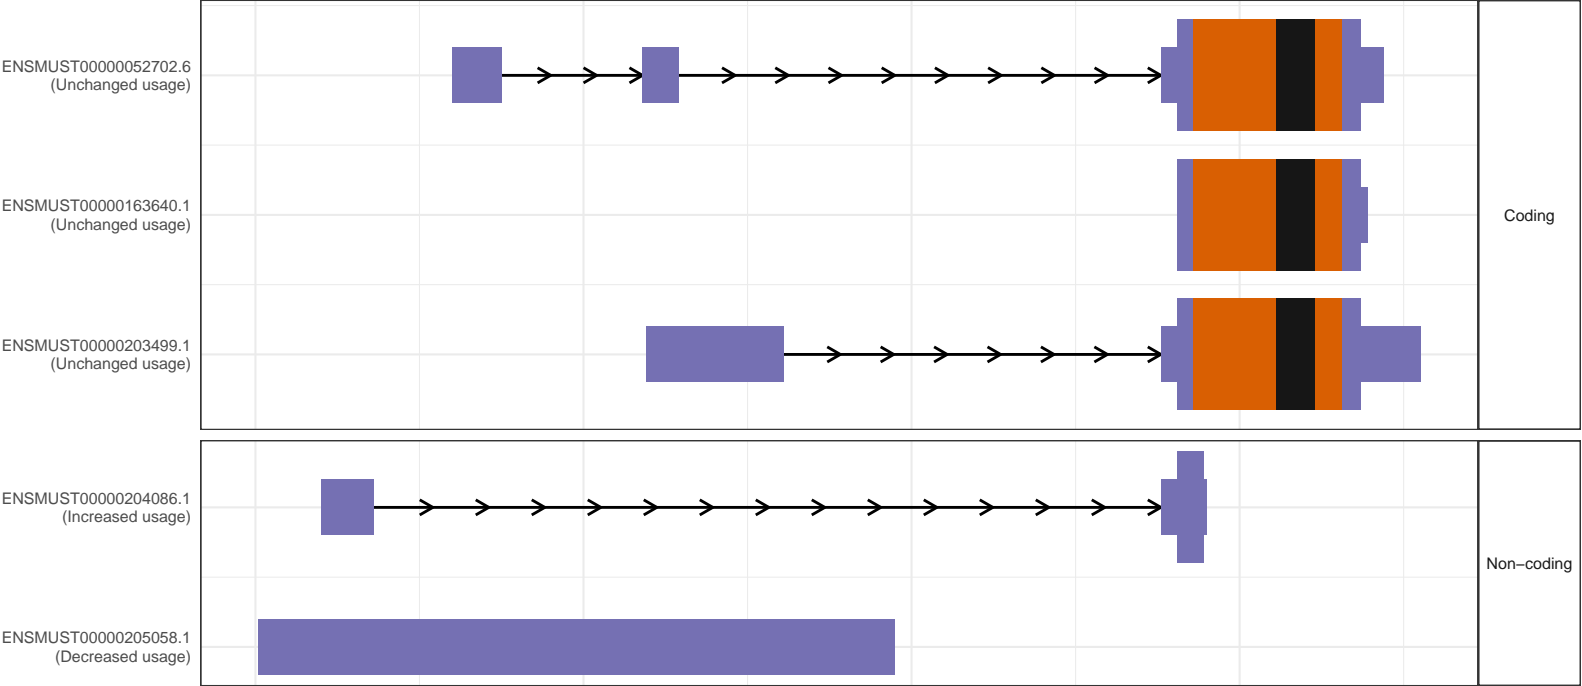 ENSMUST00000052702.6
(Unchanged usage)
ENSMUST00000163640.1
(Unchanged usage)
ENSMUST00000203499.1
(Unchanged usage)
Coding
ENSMUST00000204086.1
(Increased usage)
ENSMUST00000205058.1
(Decreased usage)
Non−coding